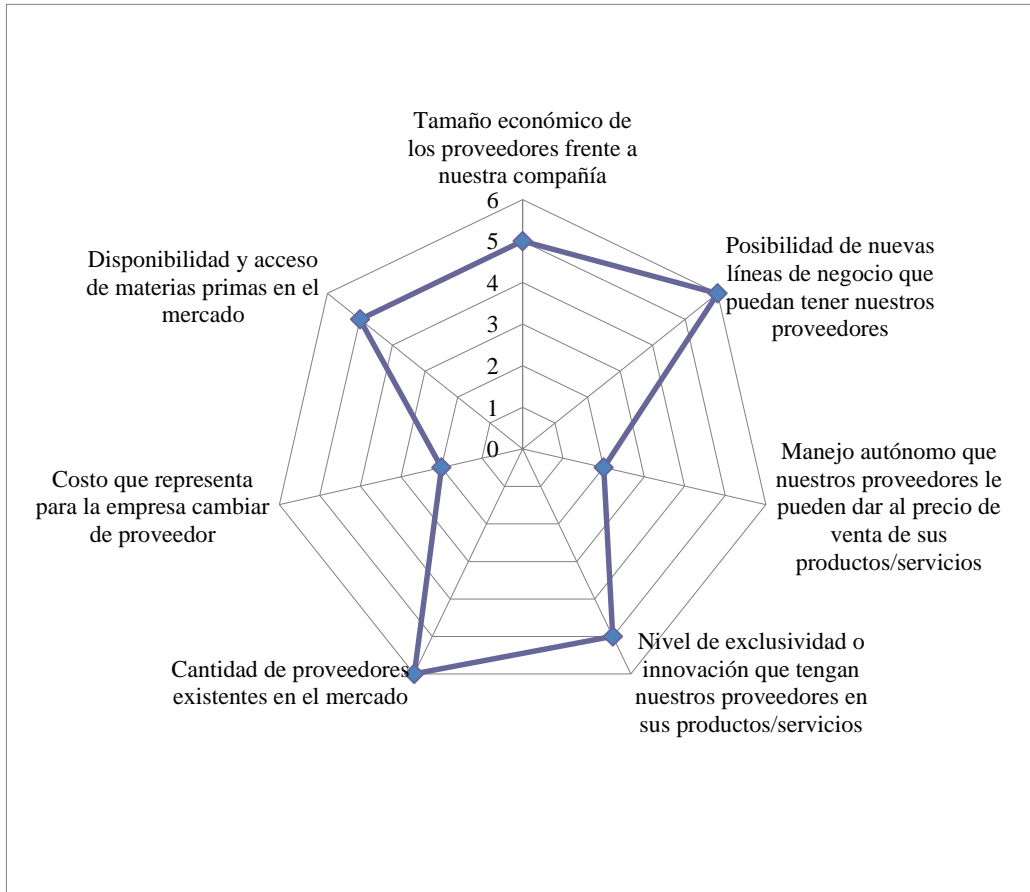 Tamaño económico de
los proveedores frente a
nuestra compañía
6
5
4
3
2
1
0
Posibilidad de nuevas
líneas de negocio que
puedan tener nuestros
proveedores
Manejo autónomo que
nuestros proveedores le
pueden dar al precio de
venta de sus
productos/servicios
Nivel de exclusividad o
innovación que tengan
nuestros proveedores en
sus productos/servicios
Cantidad de proveedores
existentes en el mercado
Costo que representa
para la empresa cambiar
de proveedor
Disponibilidad y acceso
de materias primas en el
mercado